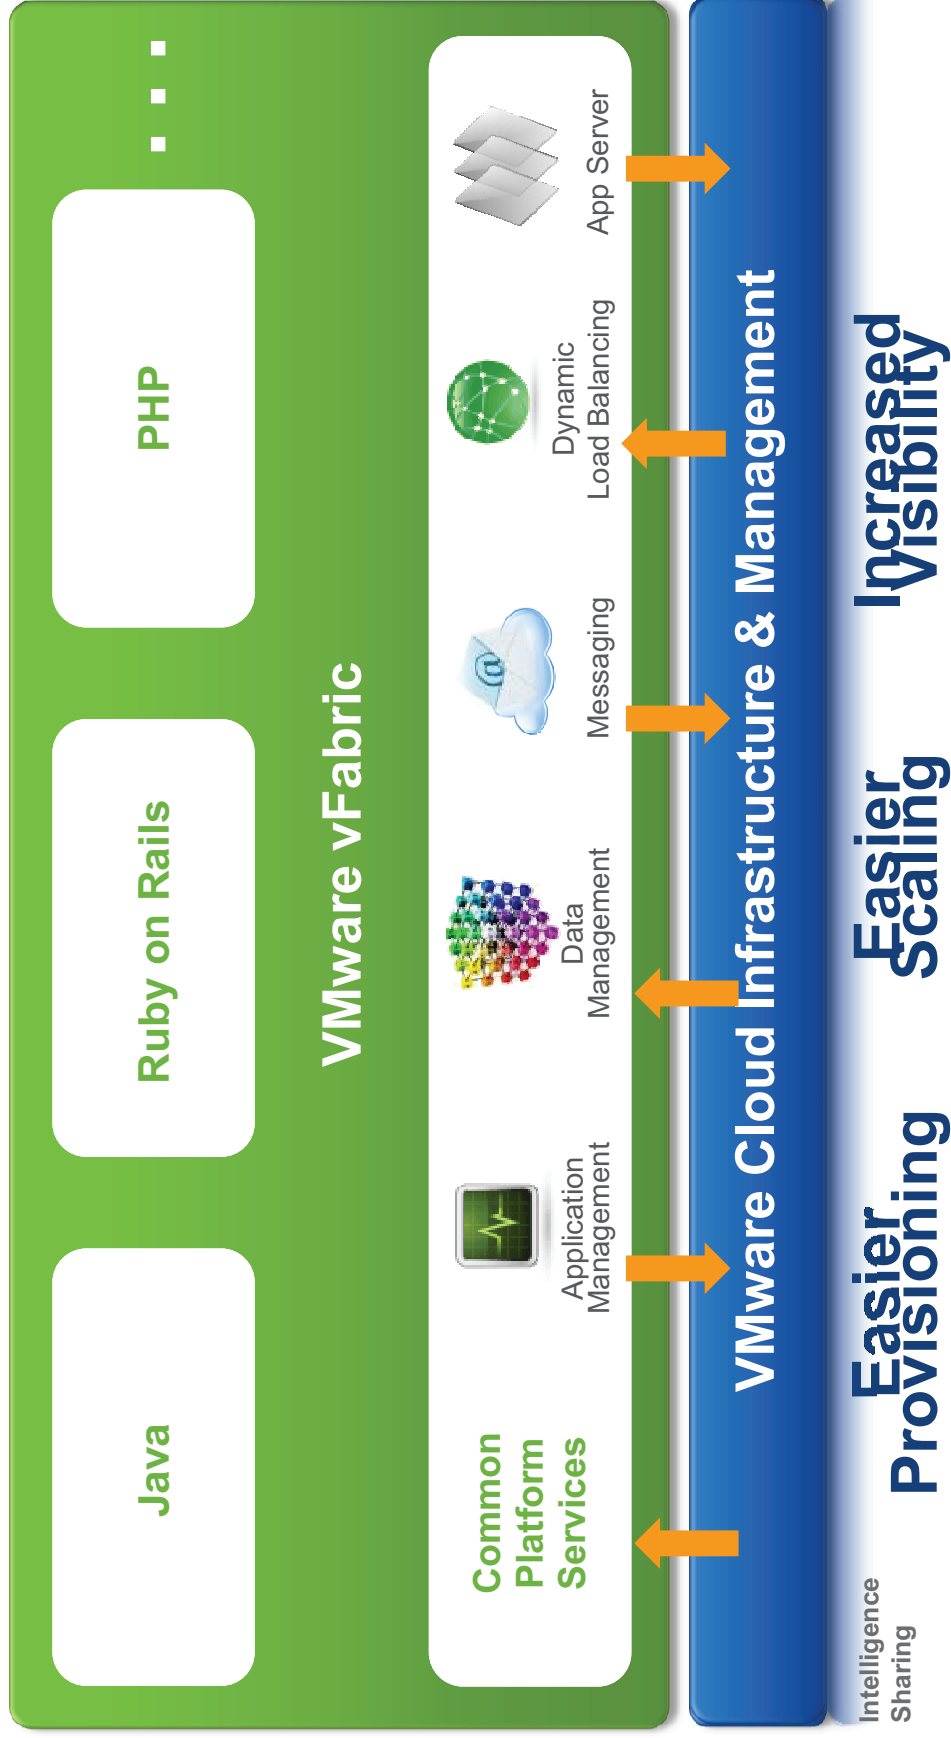 Java
Ruby on Rails
PHP
...
VMware vFabric
Common
Platform
Services
Application
Management
Data
Management
Messaging
Dynamic
Load Balancing
App Server
VMware Cloud Infrastructure & Management
Intelligence
Sharing
Easier
Provisioning
Easier
Scaling
Increased
Visibility